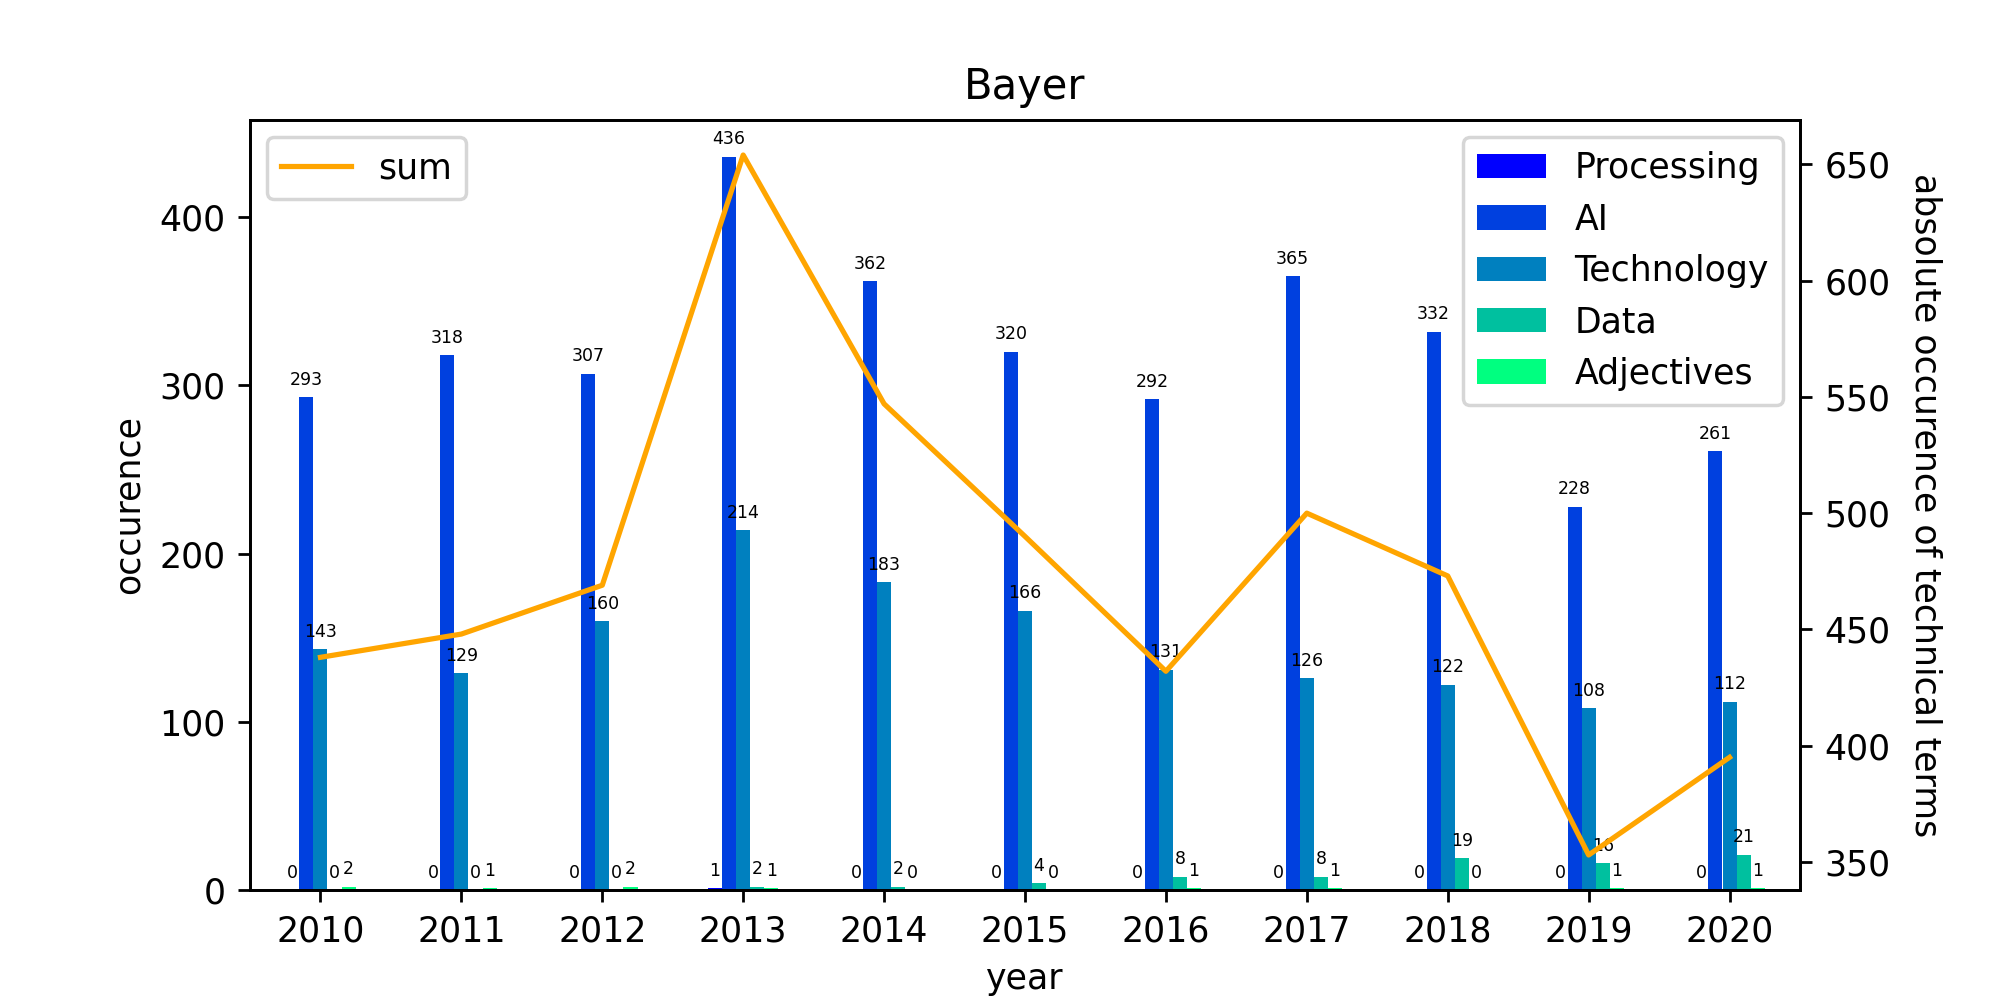 Bayer
sum
Processing
AI
Technology
Data
Adjectives
occurence
absolute occurence of technical terms
400
300
200
100
0
650
600
550
500
450
400
350
0 293 143 0 2
0 318 129 0 1
0 307 160 0 2
1 436 214 2 1
0 362 183 2 0
0 320 166 4 0
0 292 131 8 1
0 365 126 8 1
0 332 122 19 0
0 228 108 16 1
0 261 112 21 1
2010 2011 2012 2013 2014 2015 2016 2017 2018 2019 2020
year